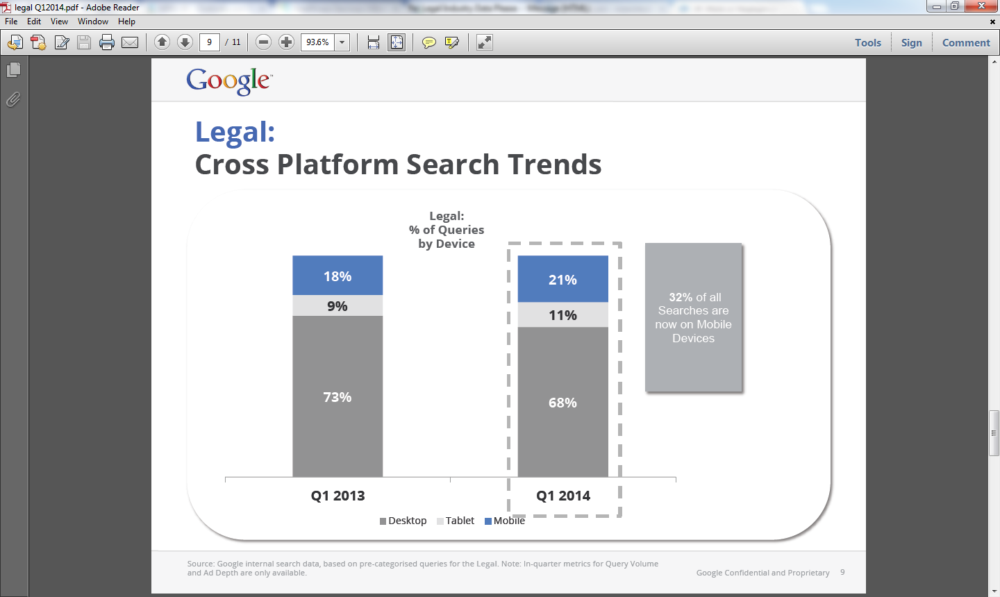 legal Q12014.pdf - Adobe Reader
File Edit View Window Help
9 / 11 93.6%
Tools Sign Comment
Google™
Legal:
Cross Platform Search Trends
Legal:
% of Queries
by Device
18%
9%
73%
21%
11%
68%
32% of all
Searches are
now on Mobile
Devices
Q1 2013 Q1 2014
Desktop Tablet Mobile
Source: Google internal search data, based on pre-categorised queries for the Legal. Note: In-quarter metrics for Query Volume
and Ad Depth are only available.
Google Confidential and Proprietary 9